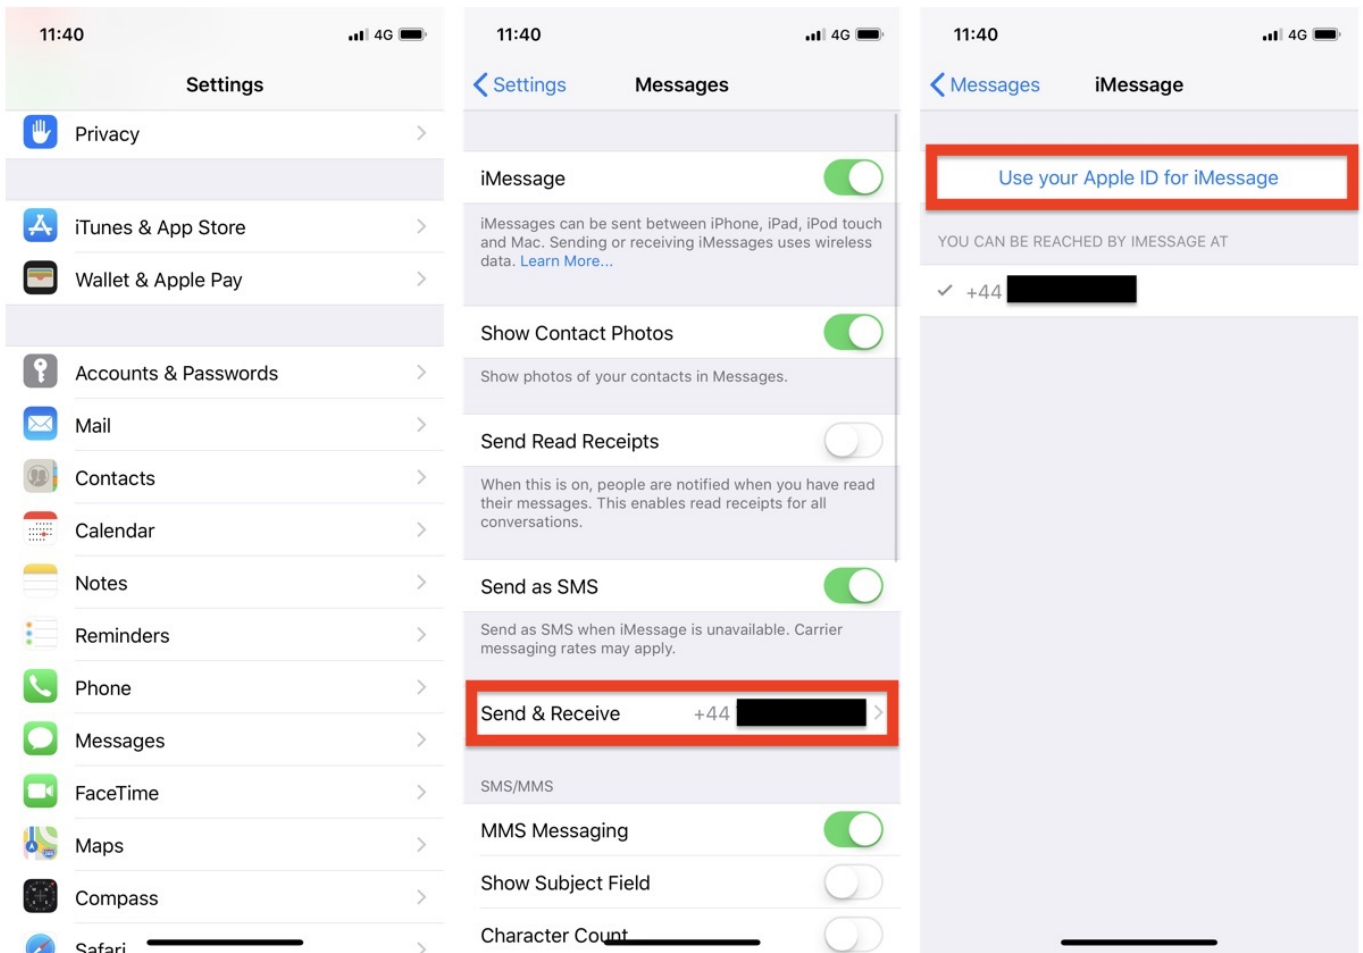 11:40
4G
Settings
Privacy
iTunes & App Store
Wallet & Apple Pay
Accounts & Passwords
Mail
Contacts
Calendar
Notes
Reminders
Phone
Messages
FaceTime
Maps
Compass
Safari
11:40
4G
Settings
Messages
iMessage
iMessages can be sent between iPhone, iPad, iPod touch
and Mac. Sending or receiving iMessages uses wireless
data. Learn More...
Show Contact Photos
Show photos of your contacts in Messages.
Send Read Receipts
When this is on, people are notified when you have read
their messages. This enables read receipts for all
conversations.
Send as SMS
Send as SMS when iMessage is unavailable. Carrier
messaging rates may apply.
Send & Receive +44
SMS/MMS
MMS Messaging
Show Subject Field
Character Count
11:40
4G
Messages
iMessage
Use your Apple ID for iMessage
YOU CAN BE REACHED BY IMESSAGE AT
+44